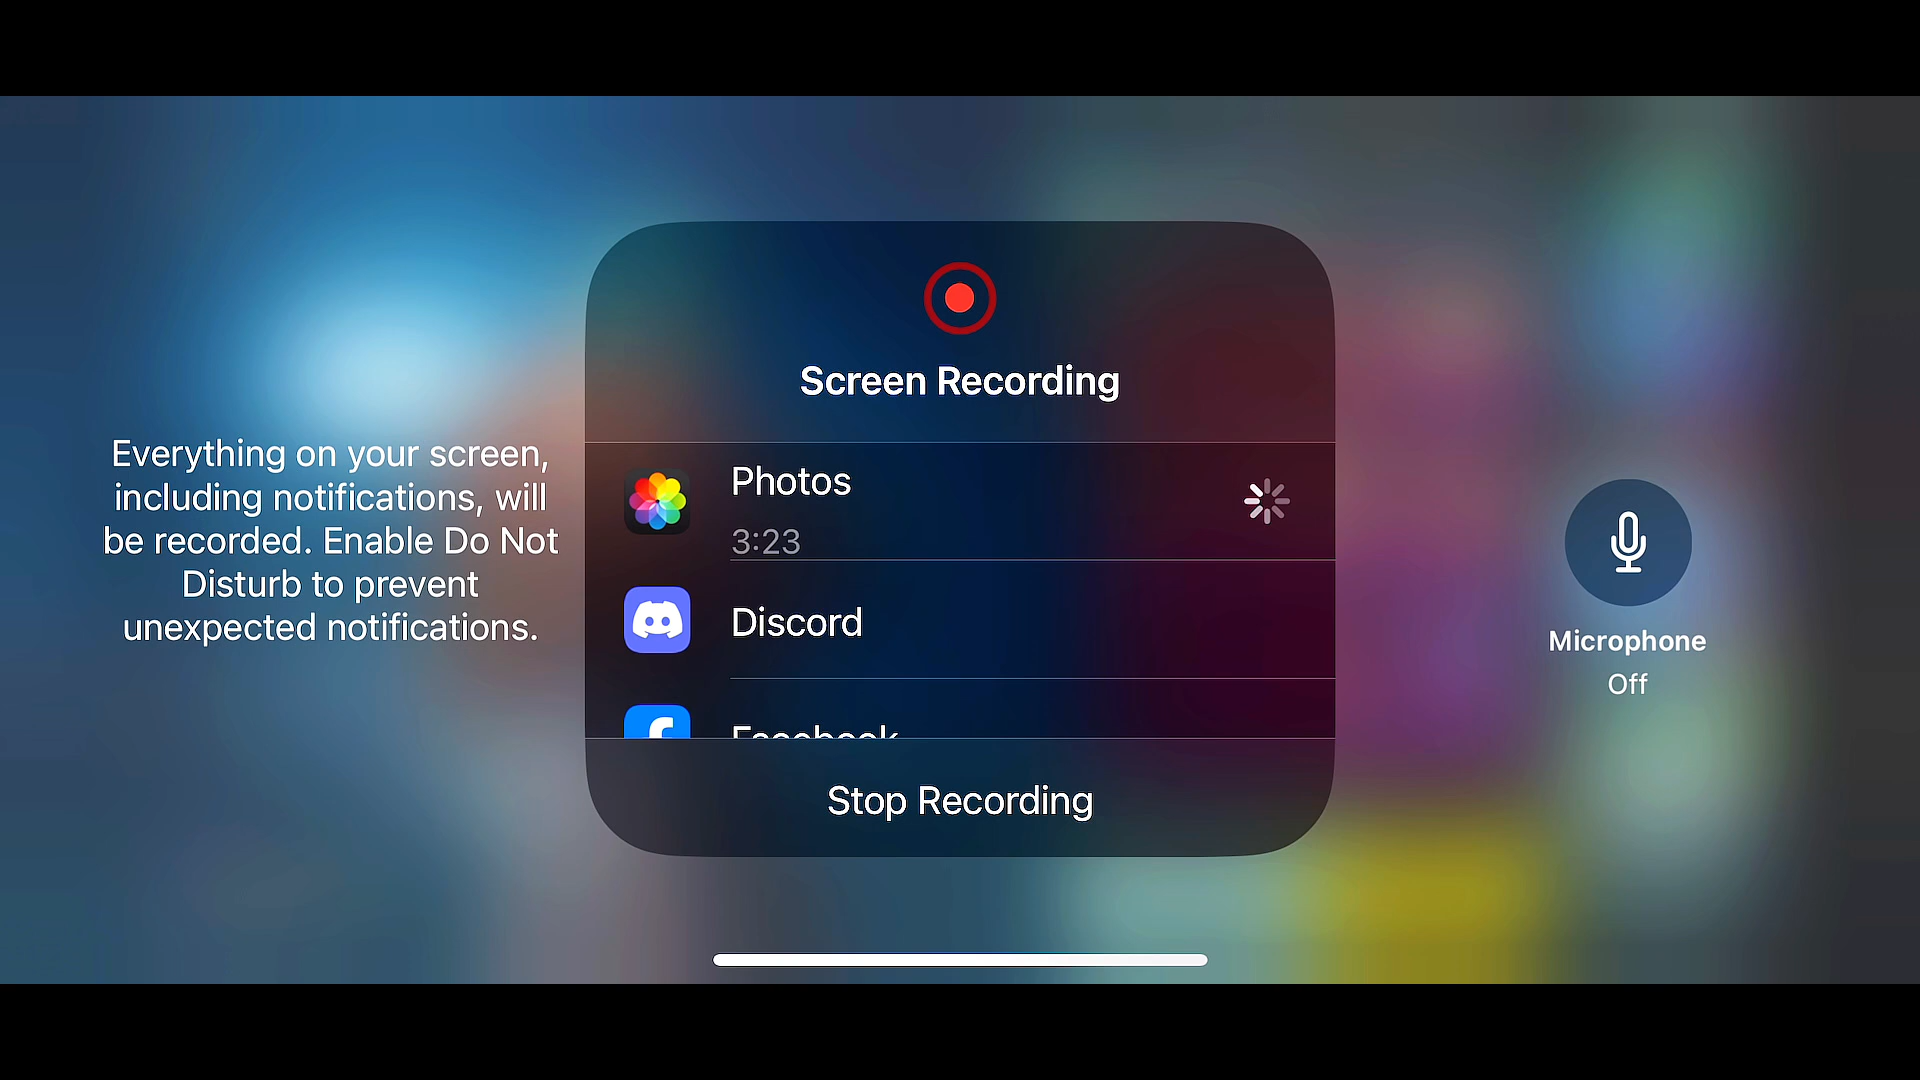 Everything on your screen,
including notifications, will
be recorded. Enable Do Not
Disturb to prevent
unexpected notifications.
Screen Recording
Photos
3:23
Discord
Facebook
Stop Recording
Microphone
Off